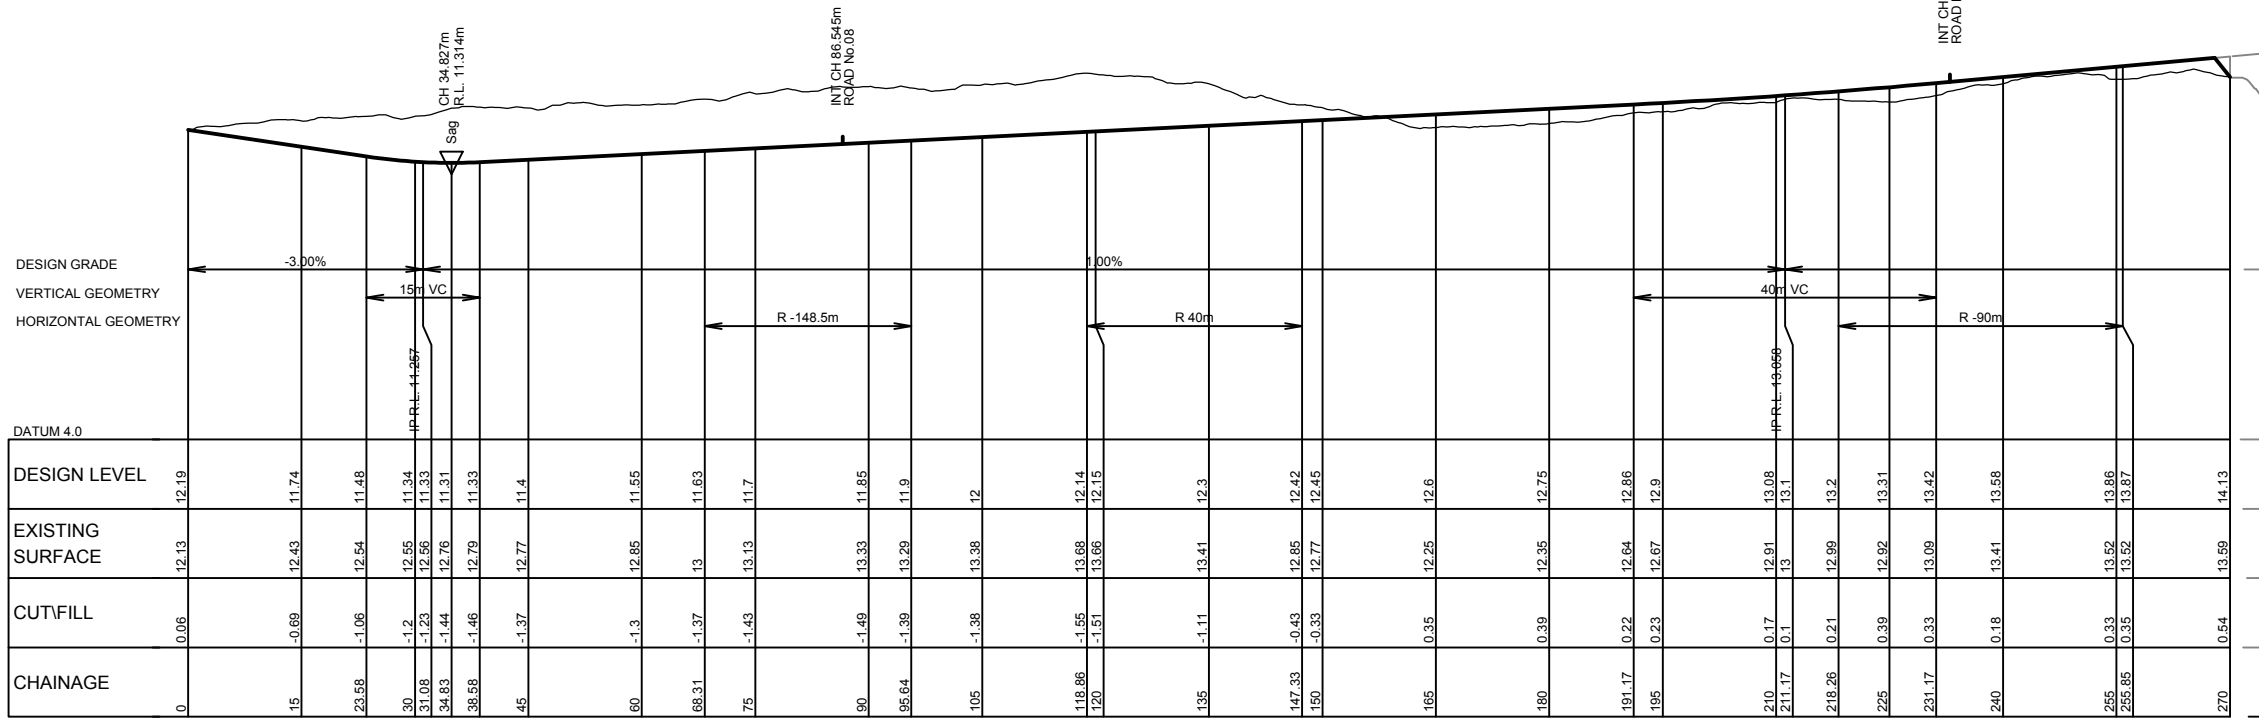 CH 34.827m
R.L. 11.314m
Sag
INT CH 86.545m
ROAD No.08
INT CH
ROAD
DESIGN GRADE -3.00% 1.00%
VERTICAL GEOMETRY 15m VC 40m VC
HORIZONTAL GEOMETRY R -148.5m R 40m R -90m
IP R.L. 11.257 IP R.L. 13.058
DATUM 4.0
DESIGN LEVEL 12.19 11.74 11.48 11.34 11.33 11.31 11.33 11.4 11.55 11.63 11.7 11.85 11.9 12 12.14 12.15 12.3 12.42 12.45 12.6 12.75 12.86 12.9 13.08 13.1 13.2 13.31 13.42 13.58 13.86 13.87 14.13
EXISTING
SURFACE 12.13 12.43 12.54 12.55 12.56 12.76 12.79 12.77 12.85 13 13.13 13.33 13.29 13.38 13.68 13.66 13.41 12.85 12.77 12.25 12.35 12.64 12.67 12.91 13 12.99 12.92 13.09 13.41 13.52 13.52 13.59
CUT\FILL 0.06 -0.69 -1.06 -1.2 -1.23 -1.44 -1.46 -1.37 -1.3 -1.37 -1.43 -1.49 -1.39 -1.38 -1.55 -1.51 -1.11 -0.43 -0.33 0.35 0.39 0.22 0.23 0.17 0.1 0.21 0.39 0.33 0.18 0.33 0.35 0.54
CHAINAGE 0 15 23.58 30 31.08 34.83 38.58 45 60 68.31 75 90 95.64 105 118.86 120 135 147.33 150 165 180 191.17 195 210 211.17 218.26 225 231.17 240 255 255.85 270